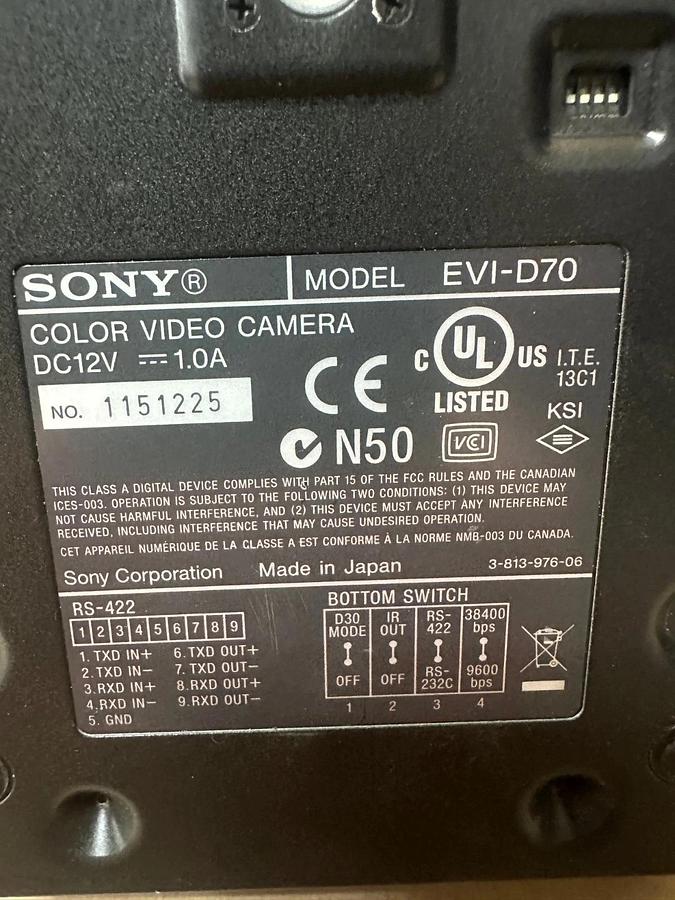 SONY® MODEL EVI-D70
COLOR VIDEO CAMERA
DC12V 1.0A
NO. 1151225
CE
C UL US
LISTED
I.T.E.
13C1
N50
VCI
KSI
THIS CLASS A DIGITAL DEVICE COMPLIES WITH PART 15 OF THE FCC RULES AND THE CANADIAN
ICES-003. OPERATION IS SUBJECT TO THE FOLLOWING TWO CONDITIONS: (1) THIS DEVICE MAY
NOT CAUSE HARMFUL INTERFERENCE, AND (2) THIS DEVICE MUST ACCEPT ANY INTERFERENCE
RECEIVED, INCLUDING INTERFERENCE THAT MAY CAUSE UNDESIRED OPERATION.
CET APPAREIL NUMÉRIQUE DE LA CLASSE A EST CONFORME À LA NORME NMB-003 DU CANADA.
Sony Corporation Made in Japan 3-813-976-06
RS-422
1 2 3 4 5 6 7 8 9
1. TXD IN+ 6. TXD OUT+
2. TXD IN- 7. TXD OUT-
3. RXD IN+ 8. RXD OUT+
4. RXD IN- 9. RXD OUT-
5. GND
BOTTOM SWITCH
D30 IR RS- 38400
MODE OUT 422 bps
OFF OFF RS-232C 9600 bps
1 2 3 4